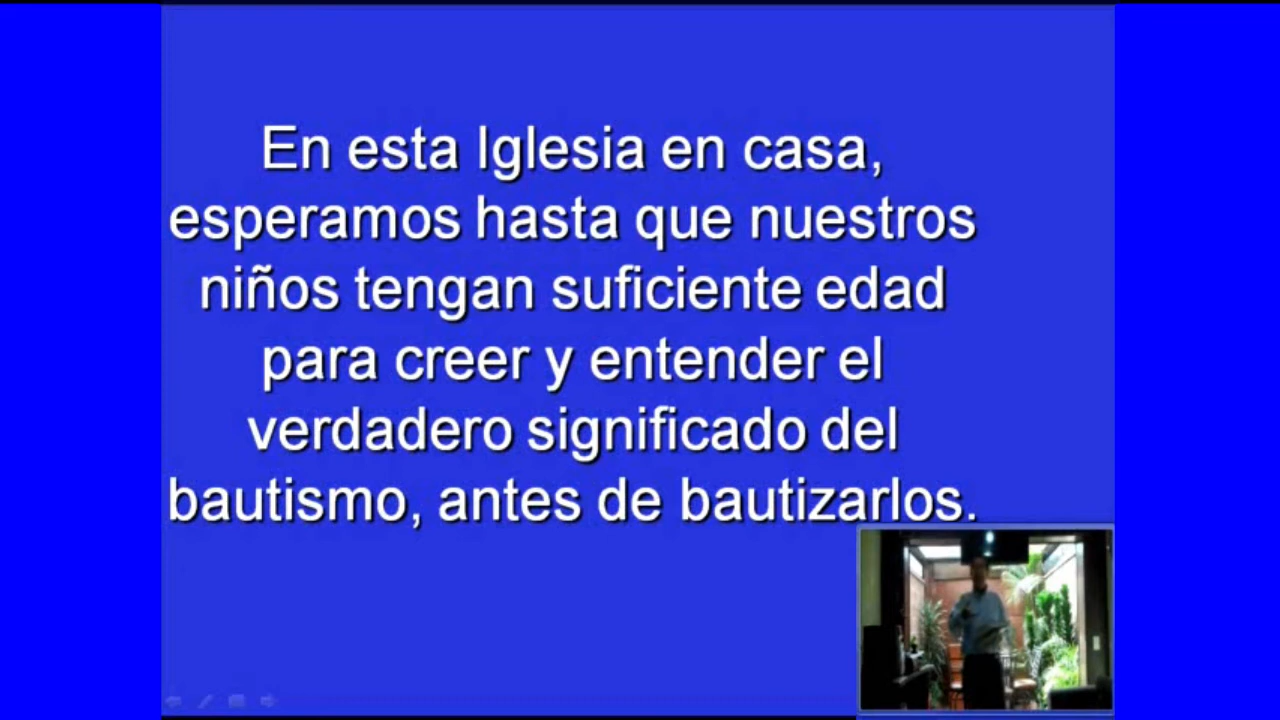 En esta Iglesia en casa,
esperamos hasta que nuestros
niños tengan suficiente edad
para creer y entender el
verdadero significado del
bautismo, antes de bautizarlos.